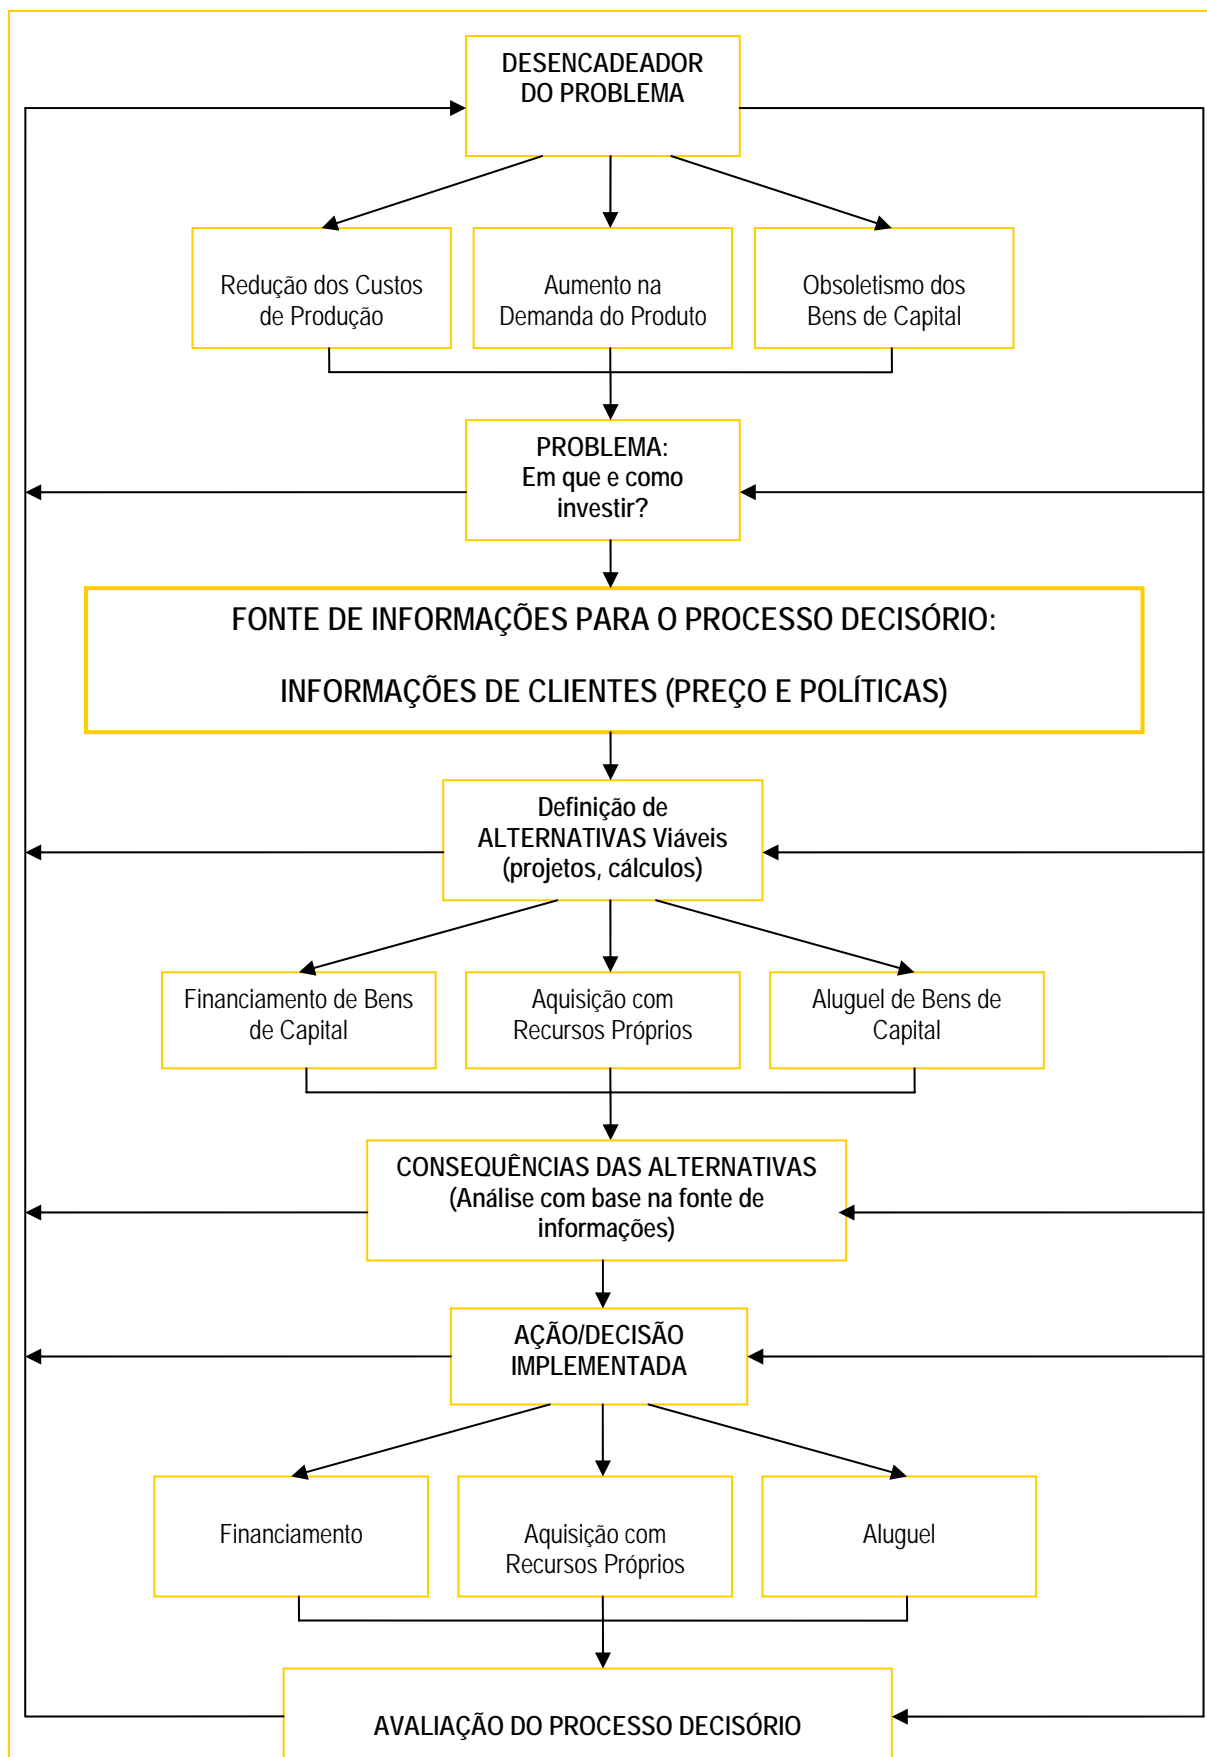 DESENCADEADOR
DO PROBLEMA
Redução dos Custos
de Produção
Aumento na
Demanda do Produto
Obsoletismo dos
Bens de Capital
PROBLEMA:
Em que e como
investir?
FONTE DE INFORMAÇÕES PARA O PROCESSO DECISÓRIO:
INFORMAÇÕES DE CLIENTES (PREÇO E POLÍTICAS)
Definição de
ALTERNATIVAS Viáveis
(projetos, cálculos)
Financiamento de Bens
de Capital
Aquisição com
Recursos Próprios
Aluguel de Bens de
Capital
CONSEQUÊNCIAS DAS ALTERNATIVAS
(Análise com base na fonte de
informações)
AÇÃO/DECISÃO
IMPLEMENTADA
Financiamento
Aquisição com
Recursos Próprios
Aluguel
AVALIAÇÃO DO PROCESSO DECISÓRIO